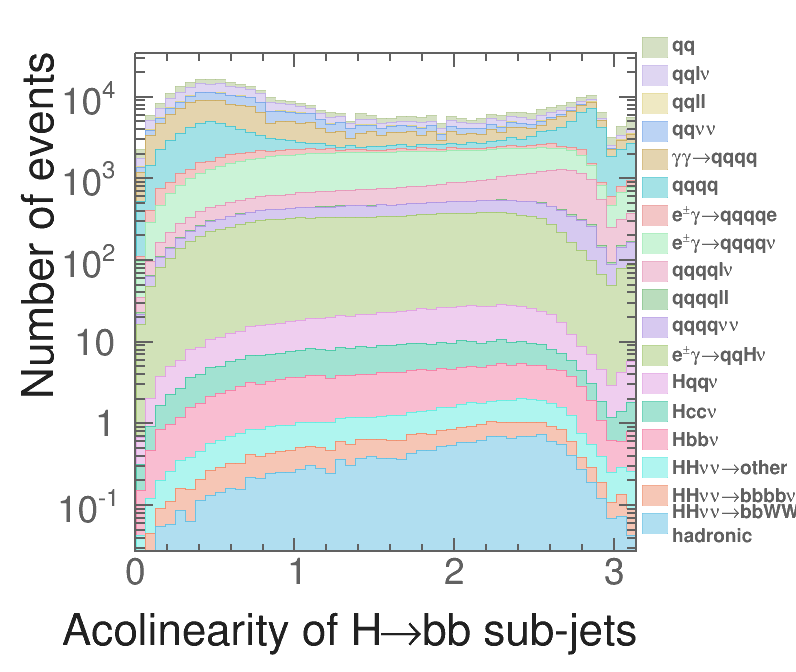 Number of events
10⁴
10³
10²
10
1
10⁻¹
0
1
2
3
Acolinearity of H→bb sub-jets
qq
qqlν
qqll
qqνν
γγ→qqqq
qqqq
e±γ→qqqqe
e±γ→qqqqν
qqqqlν
qqqqll
qqqqνν
e±γ→qqHν
Hqqν
Hccν
Hbbν
HHνν→other
HHνν→bbbbν
HHνν→bbWW
hadronic